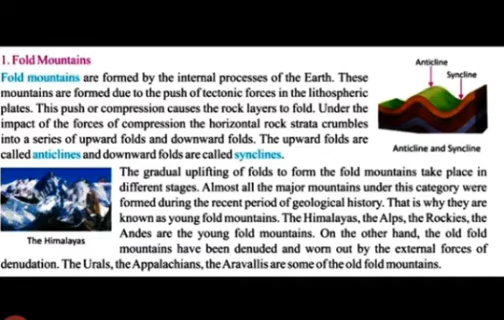 1. Fold Mountains
Fold mountains are formed by the internal processes of the Earth. These
mountains are formed due to the push of tectonic forces in the lithospheric
plates. This push or compression causes the rock layers to fold. Under the
impact of the forces of compression the horizontal rock strata crumbles
into a series of upward folds and downward folds. The upward folds are
called anticlines and downward folds are called synclines.
Anticline
Syncline
Anticline and Syncline
The gradual uplifting of folds to form the fold mountains take place in
different stages. Almost all the major mountains under this category were
formed during the recent period of geological history. That is why they are
known as young fold mountains. The Himalayas, the Alps, the Rockies, the
Andes are the young fold mountains. On the other hand, the old fold
mountains have been denuded and worn out by the external forces of
denudation. The Urals, the Appalachians, the Aravallis are some of the old fold mountains.
The Himalayas